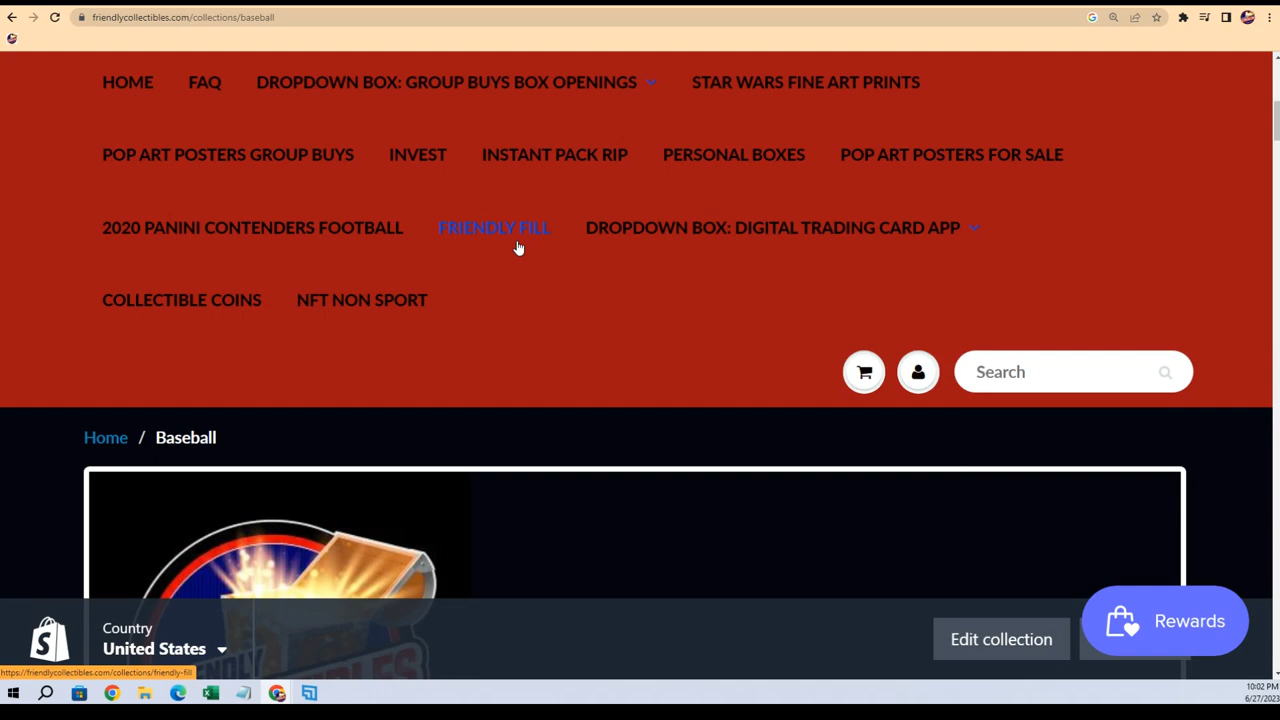 friendlycollectibles.com/collections/baseball
HOME FAQ DROPDOWN BOX: GROUP BUYS BOX OPENINGS STAR WARS FINE ART PRINTS
POP ART POSTERS GROUP BUYS INVEST INSTANT PACK RIP PERSONAL BOXES POP ART POSTERS FOR SALE
2020 PANINI CONTENDERS FOOTBALL FRIENDLY FILL DROPDOWN BOX: DIGITAL TRADING CARD APP
COLLECTIBLE COINS NFT NON SPORT
Search
Home / Baseball
Country
United States
Edit collection
Rewards
https://friendlycollectibles.com/collections/friendly-fill
10:02 PM
6/27/2023